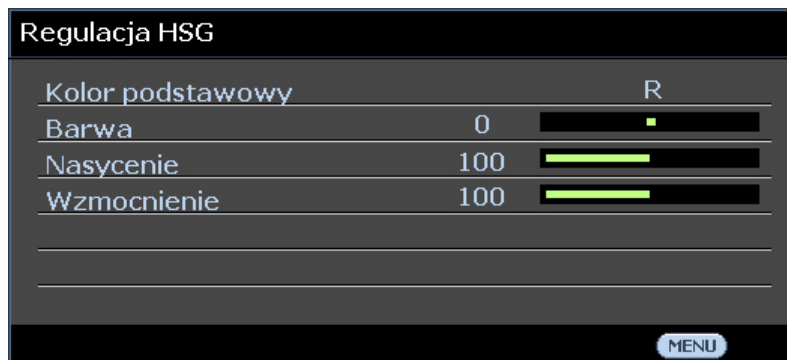 Regulacja HSG
Kolor podstawowy R
Barwa 0
Nasycenie 100
Wzmocnienie 100
MENU